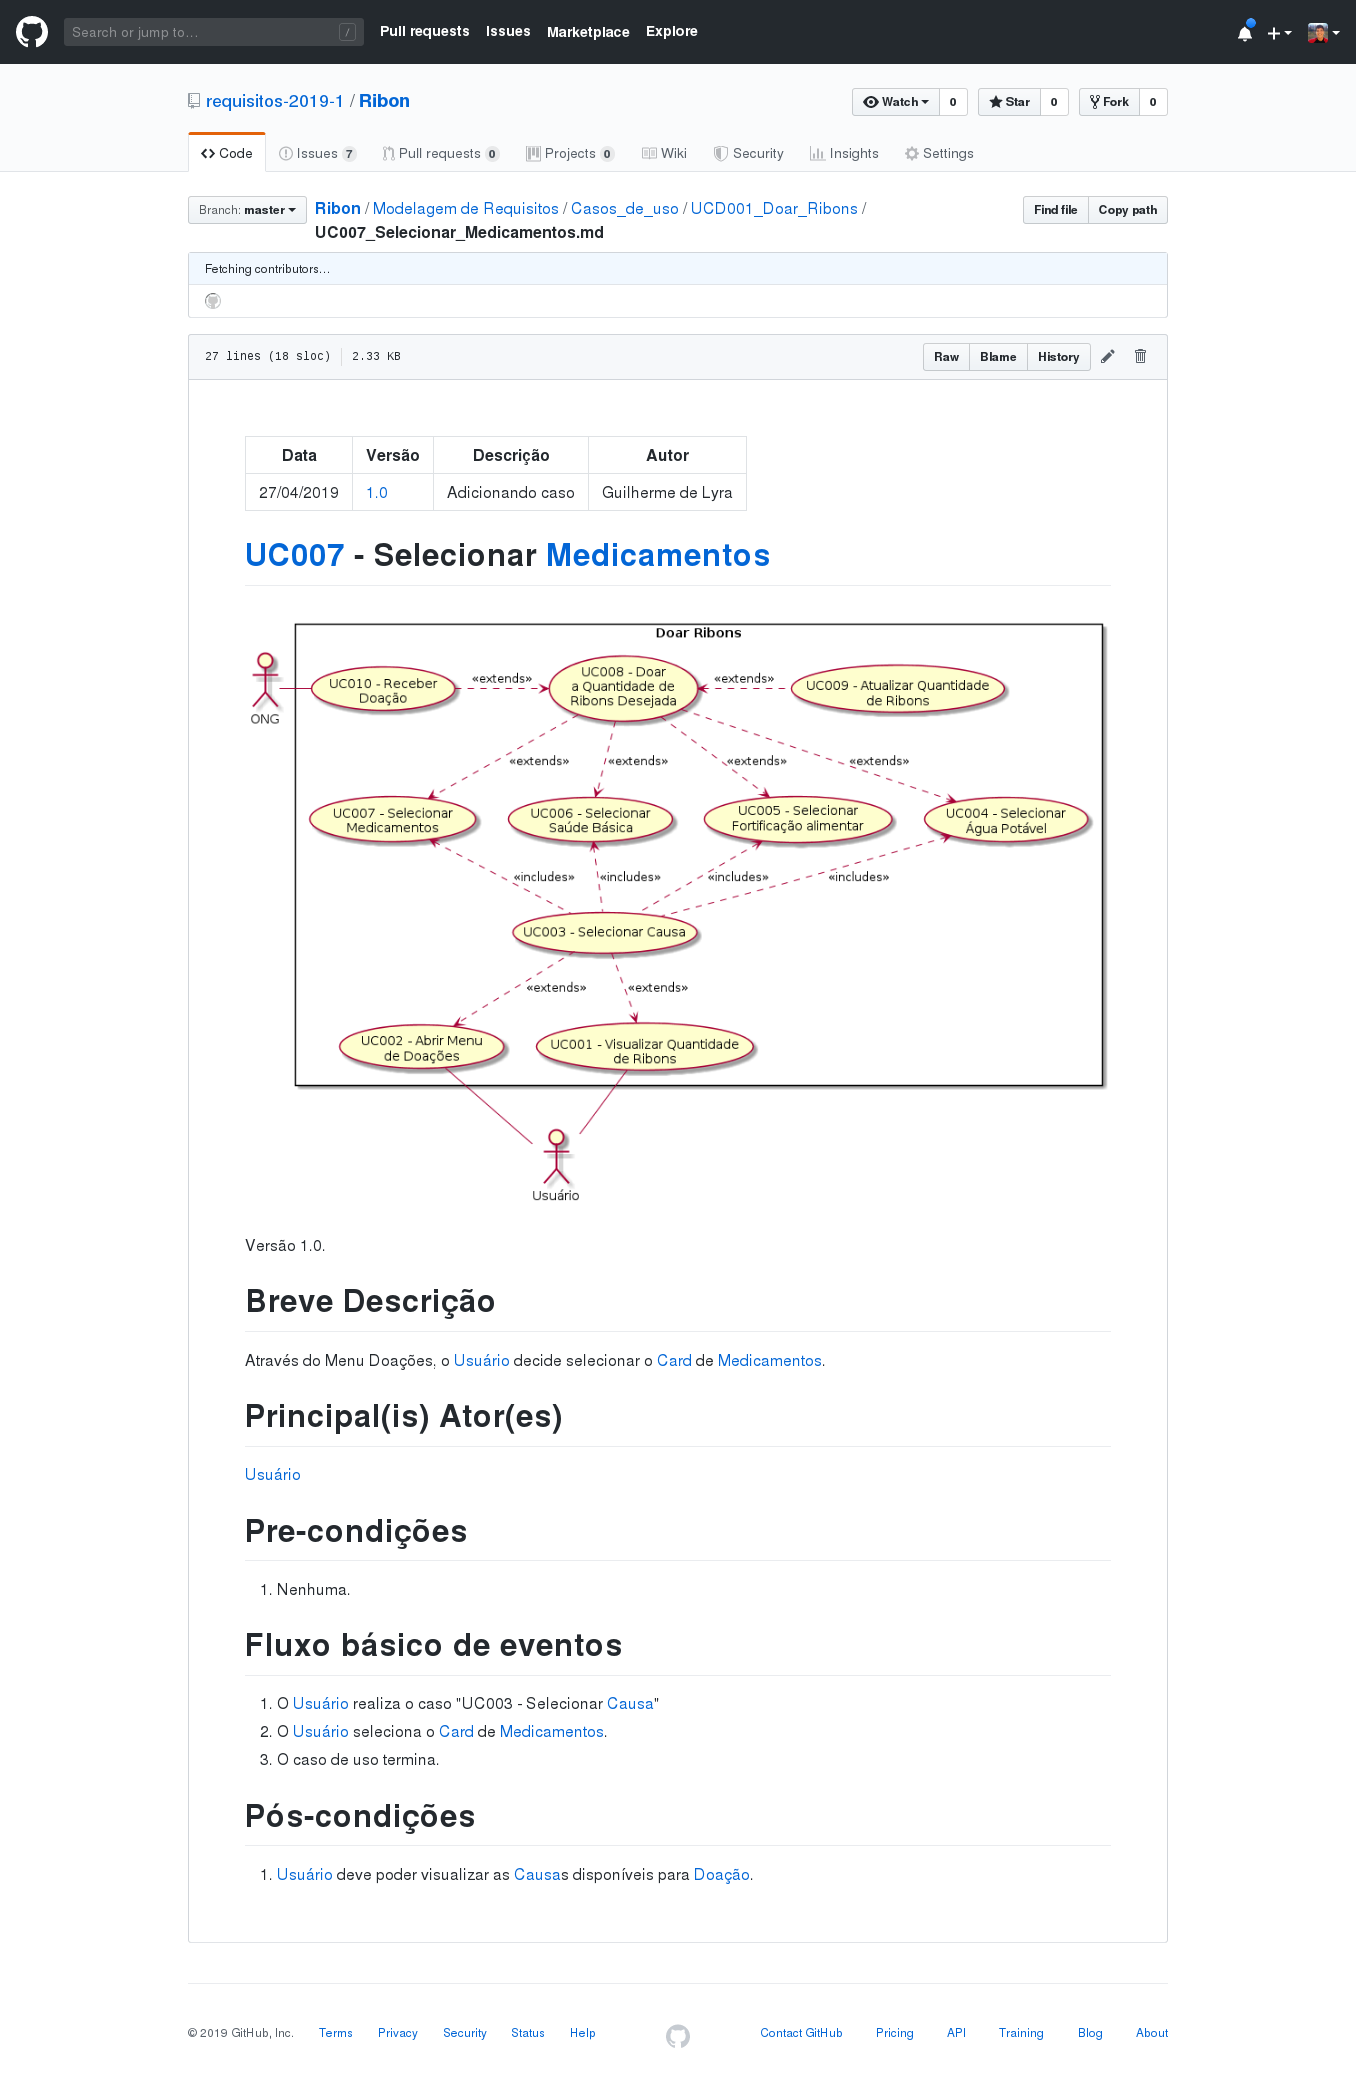 Search or jump to… /
Pull requests Issues Marketplace Explore
requisitos-2019-1 / Ribon
Watch 0 Star 0 Fork 0
Code Issues 7 Pull requests 0 Projects 0 Wiki Security Insights Settings
Branch: master
Ribon / Modelagem de Requisitos / Casos_de_uso / UCD001_Doar_Ribons /
UC007_Selecionar_Medicamentos.md
Find file Copy path
Fetching contributors…
27 lines (18 sloc) 2.33 KB
Raw Blame History
Data Versão Descrição Autor
27/04/2019 1.0 Adicionando caso Guilherme de Lyra
UC007 - Selecionar Medicamentos
Doar Ribons
ONG
UC010 - Receber
Doação
«extends»
UC008 - Doar
a Quantidade de
Ribons Desejada
«extends»
UC009 - Atualizar Quantidade
de Ribons
«extends» «extends» «extends» «extends»
UC007 - Selecionar
Medicamentos
UC006 - Selecionar
Saúde Básica
UC005 - Selecionar
Fortificação alimentar
UC004 - Selecionar
Água Potável
«includes» «includes» «includes» «includes»
UC003 - Selecionar Causa
«extends» «extends»
UC002 - Abrir Menu
de Doações
UC001 - Visualizar Quantidade
de Ribons
Usuário
Versão 1.0.
Breve Descrição
Através do Menu Doações, o Usuário decide selecionar o Card de Medicamentos.
Principal(is) Ator(es)
Usuário
Pre-condições
1. Nenhuma.
Fluxo básico de eventos
1. O Usuário realiza o caso "UC003 - Selecionar Causa"
2. O Usuário seleciona o Card de Medicamentos.
3. O caso de uso termina.
Pós-condições
1. Usuário deve poder visualizar as Causas disponíveis para Doação.
© 2019 GitHub, Inc. Terms Privacy Security Status Help Contact GitHub Pricing API Training Blog About